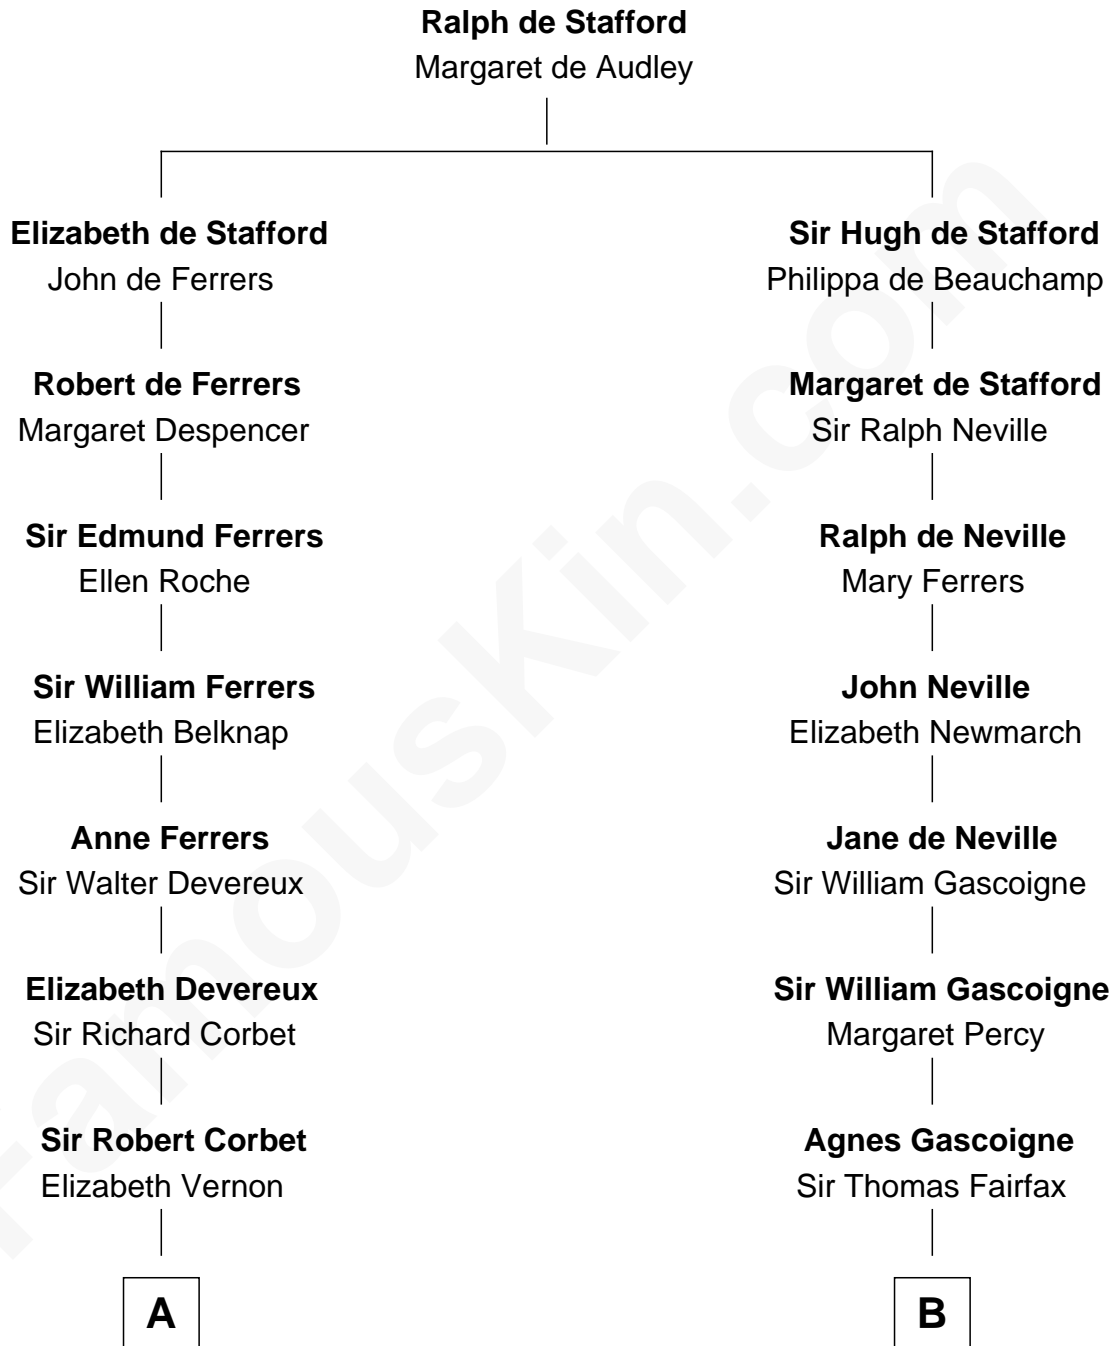 Ralph de Stafford
Margaret de Audley
Elizabeth de Stafford
John de Ferrers
Sir Hugh de Stafford
Philippa de Beauchamp
Robert de Ferrers
Margaret Despencer
Margaret de Stafford
Sir Ralph Neville
Sir Edmund Ferrers
Ellen Roche
Ralph de Neville
Mary Ferrers
Sir William Ferrers
Elizabeth Belknap
John Neville
Elizabeth Newmarch
Anne Ferrers
Sir Walter Devereux
Jane de Neville
Sir William Gascoigne
Elizabeth Devereux
Sir Richard Corbet
Sir William Gascoigne
Margaret Percy
Sir Robert Corbet
Elizabeth Vernon
Agnes Gascoigne
Sir Thomas Fairfax
A
B
FamousKin.com